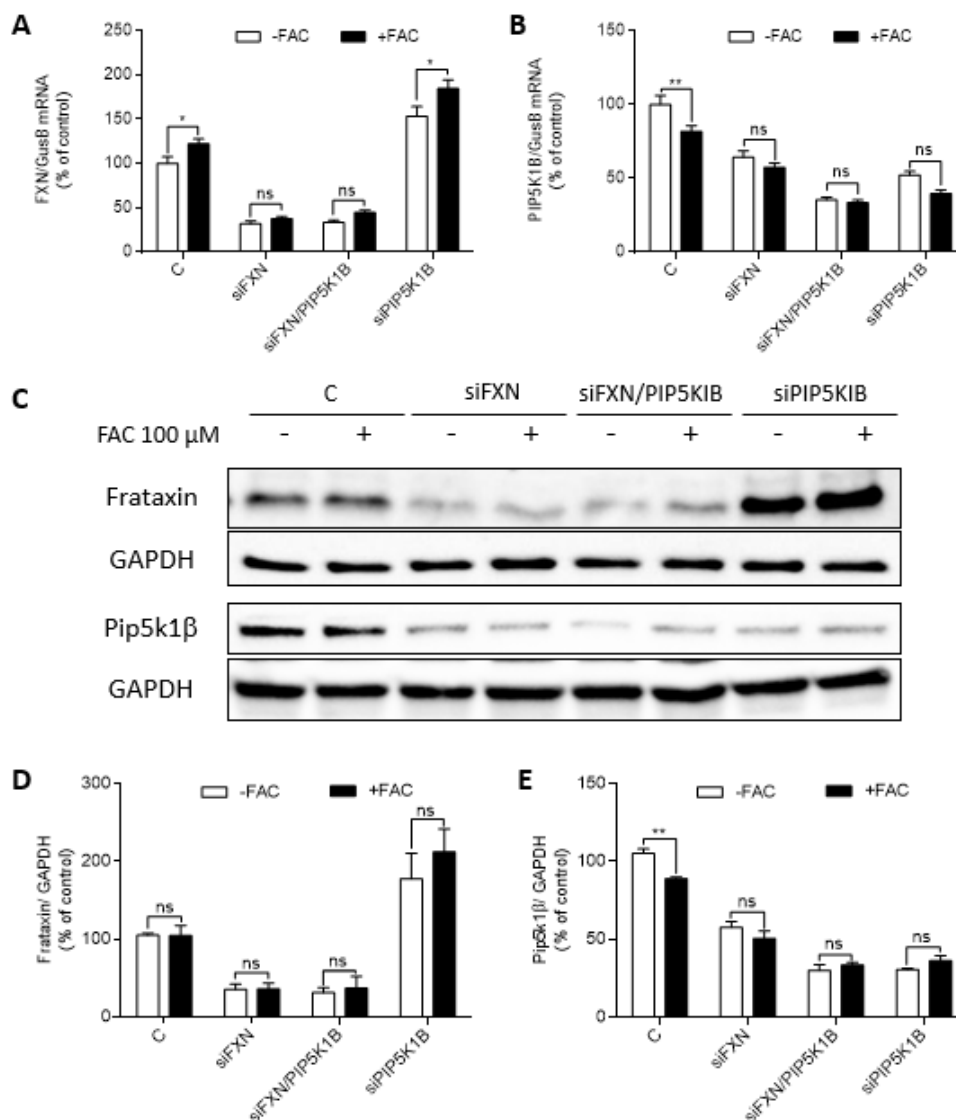 A
B
-FAC
+FAC
FXN/GusB mRNA
(% of control)
250
200
150
100
50
0
*
ns
ns
*
C
siFXN
siFXN/PIP5K1B
siPIP5K1B
-FAC
+FAC
PIP5K1B/GusB mRNA
(% of control)
150
100
50
0
**
ns
ns
ns
C
siFXN
siFXN/PIP5K1B
siPIP5K1B
C
C
siFXN
siFXN/PIP5KIB
siPIP5KIB
FAC 100 μM
-
+
-
+
-
+
-
+
Frataxin
GAPDH
Pip5k1β
GAPDH
D
-FAC
+FAC
Frataxin/ GAPDH
(% of control)
300
200
100
0
ns
ns
ns
ns
C
siFXN
siFXN/PIP5K1B
siPIP5K1B
E
-FAC
+FAC
Pip5k1β/ GAPDH
(% of control)
150
100
50
0
**
ns
ns
ns
C
siFXN
siFXN/PIP5K1B
siPIP5K1B